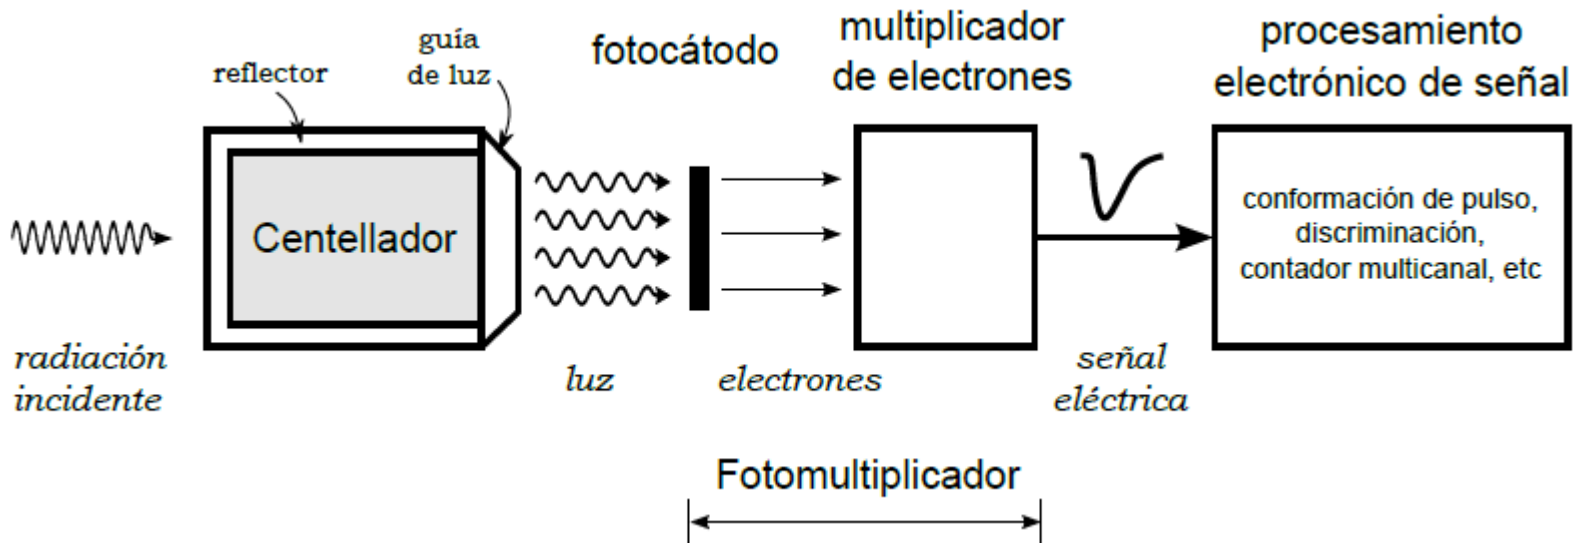 reflector
guía
de luz
fotocátodo
multiplicador
de electrones
procesamiento
electrónico de señal
Centellador
conformación de pulso,
discriminación,
contador multicanal, etc
radiación
incidente
luz
electrones
señal
eléctrica
Fotomultiplicador